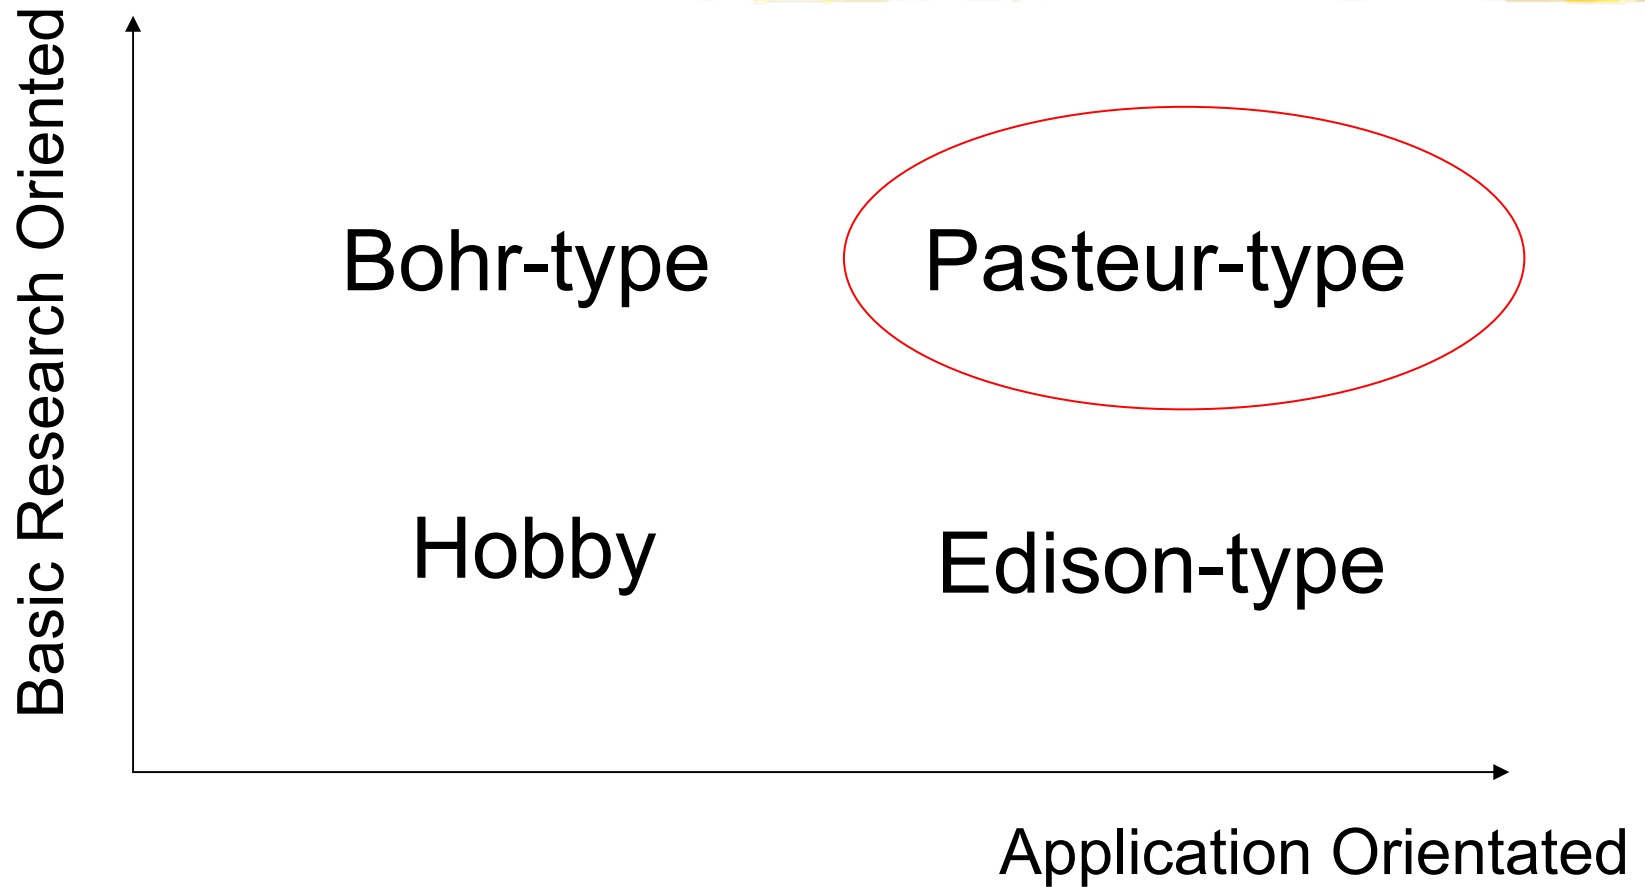 Basic Research Oriented
Bohr-type
Pasteur-type
Hobby
Edison-type
Application Orientated